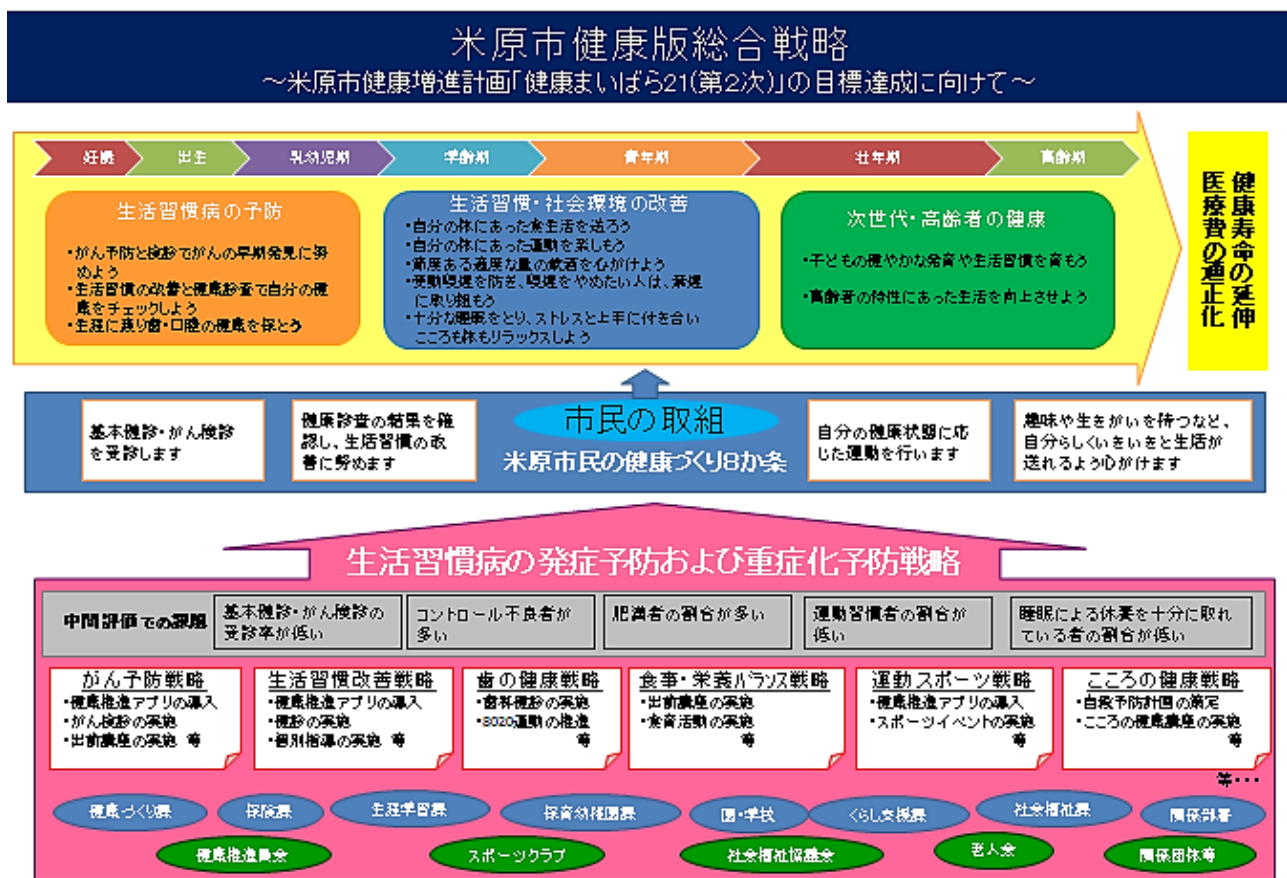 米原市健康版総合戦略
～米原市健康増進計画「健康まいばら21(第2次)」の目標達成に向けて～
妊娠
出生
乳幼児期
学齢期
青年期
壮年期
高齢期
生活習慣病の予防
・がん予防と検診でがんの早期発見に努
めよう
・生活習慣の改善と健康診査で自分の健
康をチェックしよう
・生涯に渡り歯・口腔の健康を保とう
生活習慣・社会環境の改善
・自分の体にあった食生活を送ろう
・自分の体にあった運動を楽しもう
・節度ある適度な量の飲酒を心がけよう
・受動喫煙を防ぎ、喫煙をやめたい人は、禁煙
に取り組もう
・十分な睡眠をとり、ストレスと上手に付き合い
こころも体もリラックスしよう
次世代・高齢者の健康
・子どもの健やかな発育や生活習慣を育もう
・高齢者の特性にあった生活を向上させよう
健康寿命の延伸
医療費の適正化
市民の取組
米原市民の健康づくり8か条
基本健診・がん検診
を受診します
健康診査の結果を確
認し、生活習慣の改
善に努めます
自分の健康状態に応
じた運動を行います
趣味や生きがいを持つなど、
自分らしくいきいきと生活が
送れるよう心がけます
生活習慣病の発症予防および重症化予防戦略
中間評価での課題
基本健診・がん検診の
受診率が低い
コントロール不良者が
多い
肥満者の割合が多い
運動習慣者の割合が
低い
睡眠による休養を十分に取れ
ている者の割合が低い
がん予防戦略
・健康推進アプリの導入
・がん検診の実施
・出前講座の実施 等
生活習慣改善戦略
・健康推進アプリの導入
・健診の実施
・個別指導の実施 等
歯の健康戦略
・歯科健診の実施
・8020運動の推進
等
食事・栄養バランス戦略
・出前講座の実施
・食育活動の実施
等
運動スポーツ戦略
・健康推進アプリの導入
・スポーツイベントの実施
等
こころの健康戦略
・自殺予防計画の策定
・こころの健康講座の実施
等
等・・・
健康づくり課
保険課
生涯学習課
保育幼稚園課
園・学校
くらし支援課
社会福祉課
関係部署
健康推進員会
スポーツクラブ
社会福祉協議会
老人会
関係団体等